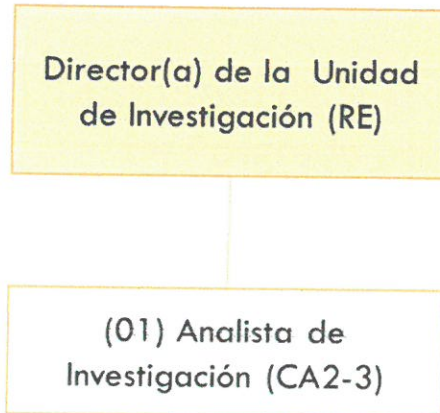 Director(a) de la Unidad
de Investigación (RE)
(01) Analista de
Investigación (CA2-3)